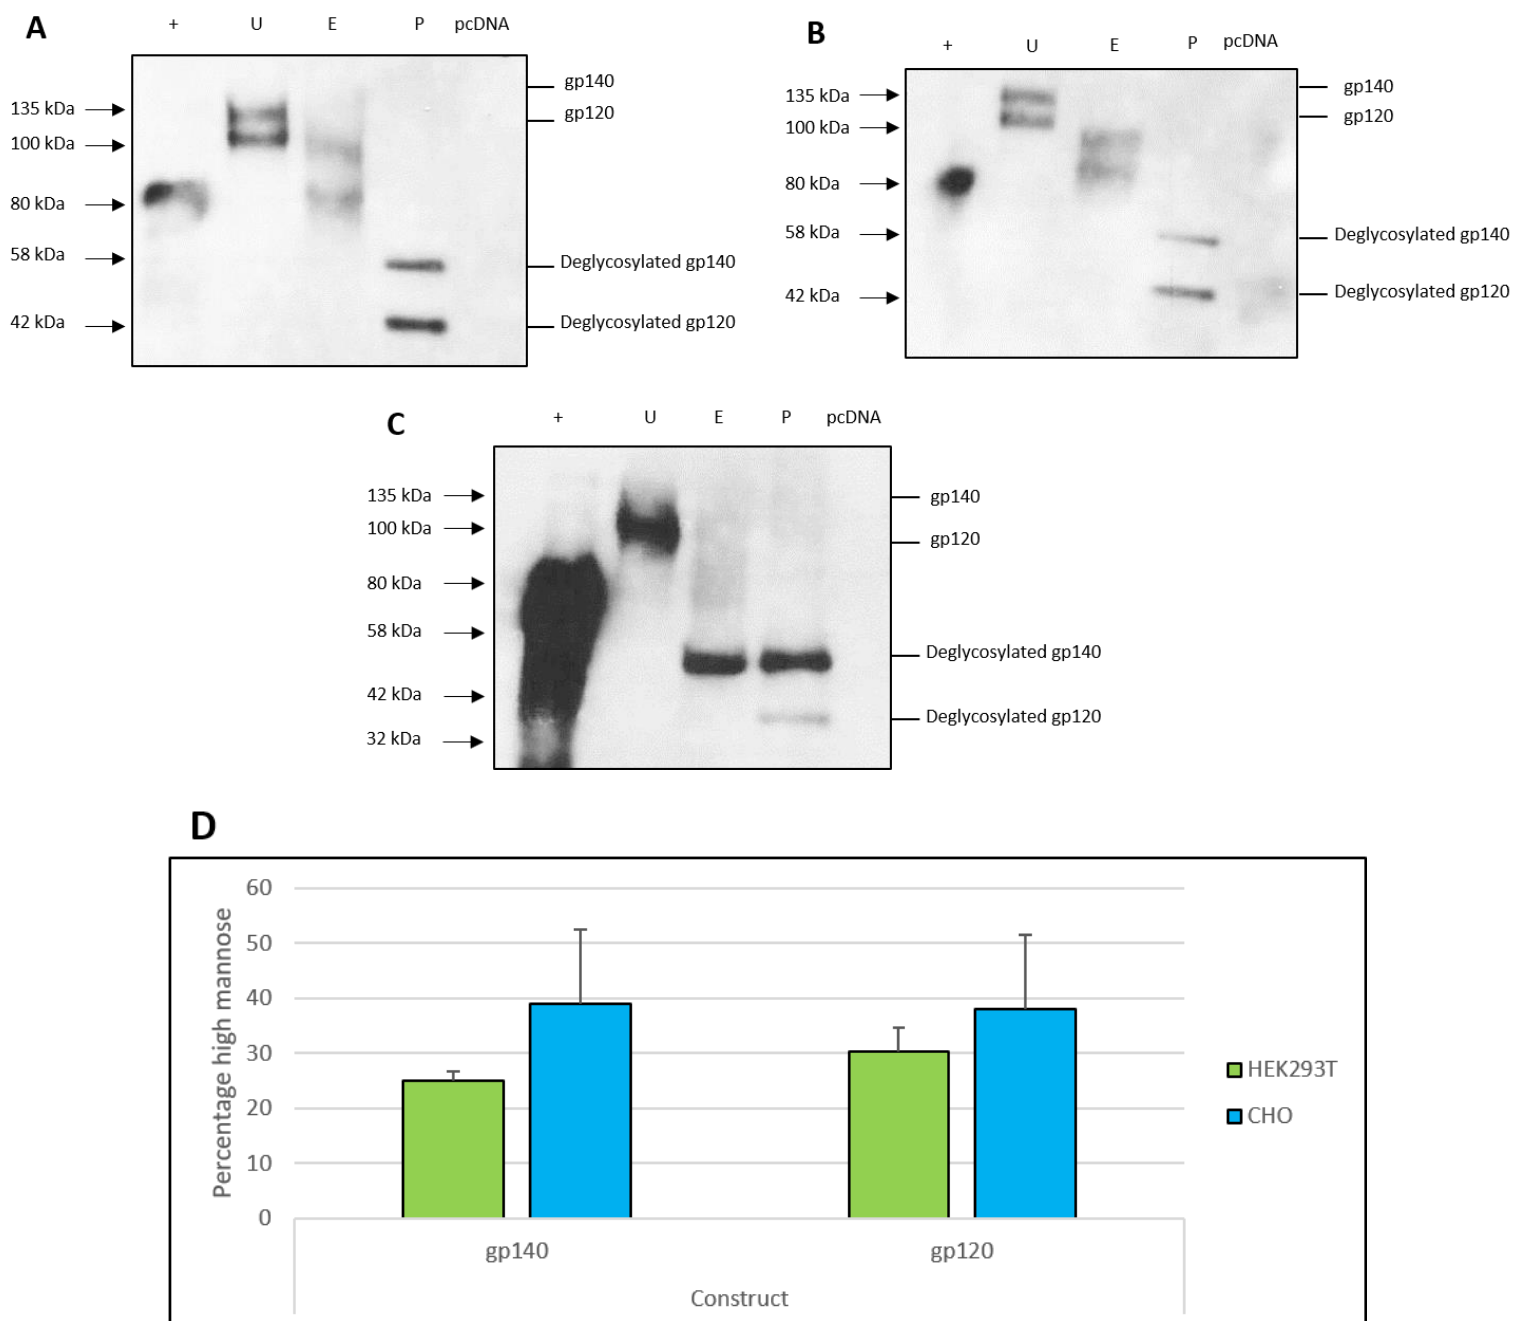 A
+ U E P pcDNA
135 kDa
100 kDa
80 kDa
58 kDa
42 kDa
gp140
gp120
Deglycosylated gp140
Deglycosylated gp120
B
+ U E P pcDNA
135 kDa
100 kDa
80 kDa
58 kDa
42 kDa
gp140
gp120
Deglycosylated gp140
Deglycosylated gp120
C
+ U E P pcDNA
135 kDa
100 kDa
80 kDa
58 kDa
42 kDa
32 kDa
gp140
gp120
Deglycosylated gp140
Deglycosylated gp120
D
Percentage high mannose
60
50
40
30
20
10
0
gp140 gp120
Construct
HEK293T
CHO